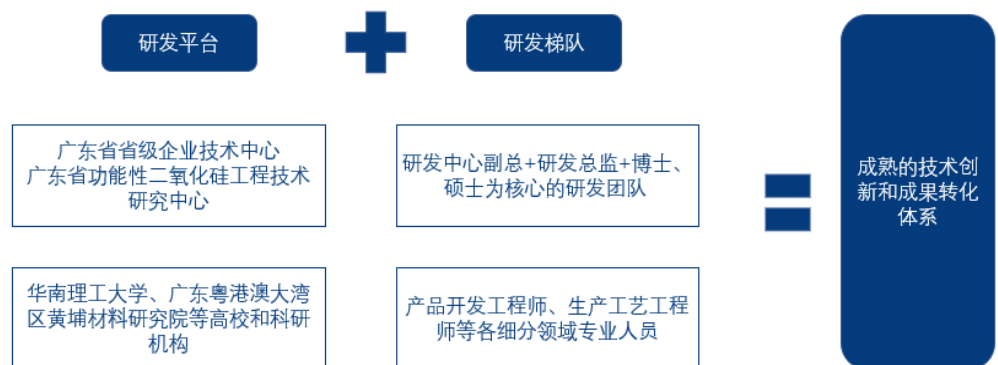 研发平台
研发梯队
广东省省级企业技术中心
广东省功能性二氧化硅工程技术
研究中心
研发中心副总+研发总监+博士、
硕士为核心的研发团队
成熟的技术创
新和成果转化
体系
华南理工大学、广东粤港澳大湾
区黄埔材料研究院等高校和科研
机构
产品开发工程师、生产工艺工程
师等各细分领域专业人员